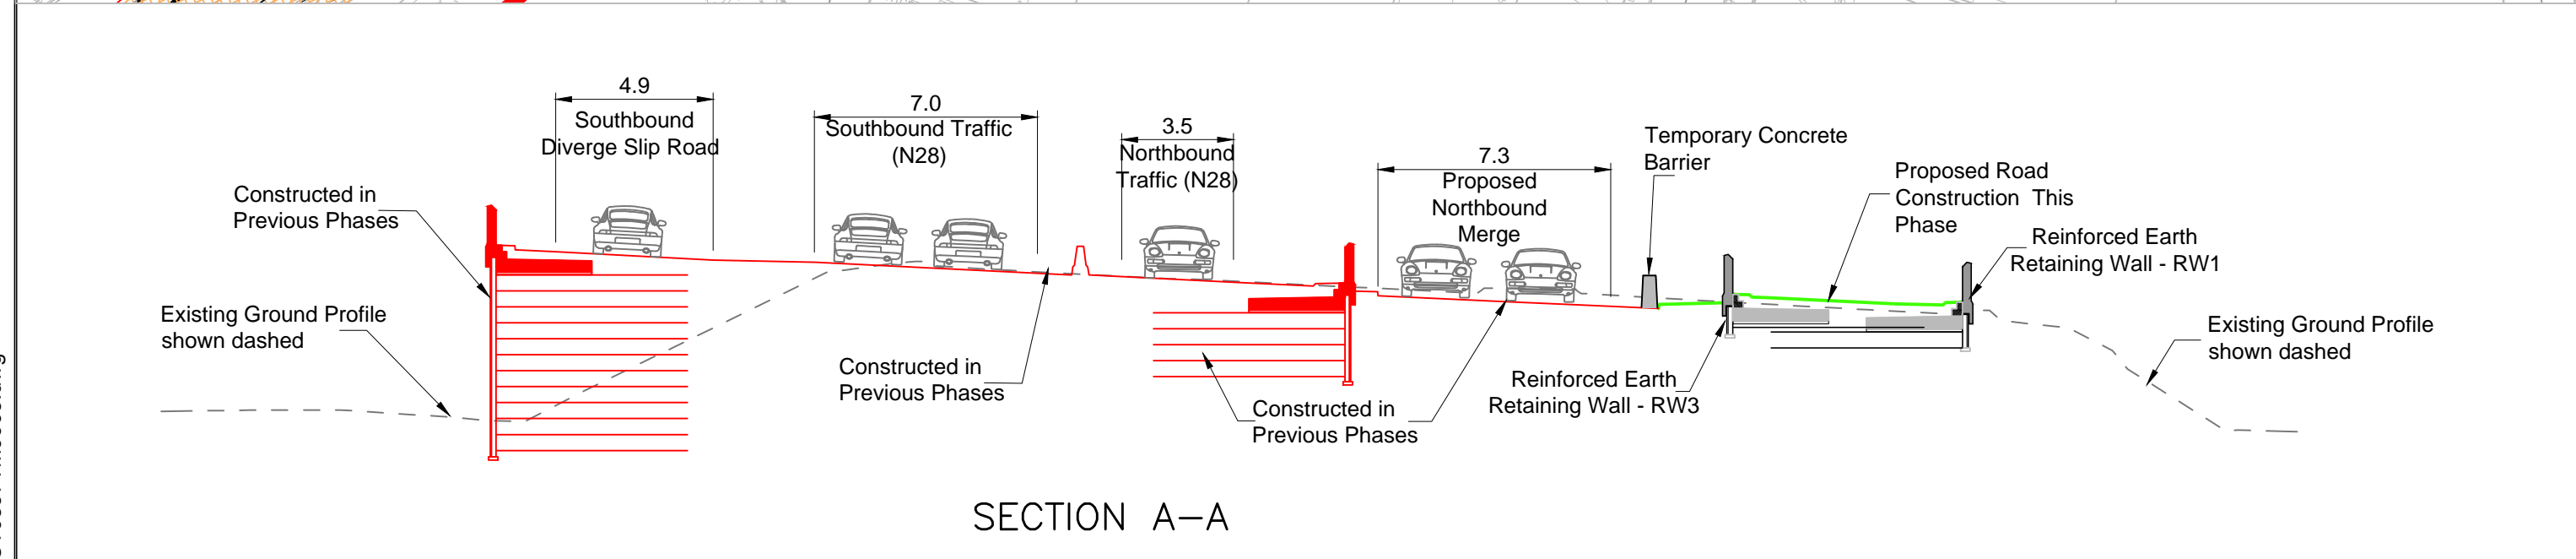 4.9
Southbound
Diverge Slip Road
7.0
Southbound Traffic
(N28)
3.5
Northbound
Traffic (N28)
7.3
Proposed
Northbound
Merge
Temporary Concrete
Barrier
Proposed Road
Construction This
Phase
Reinforced Earth
Retaining Wall - RW1
Constructed in
Previous Phases
Existing Ground Profile
shown dashed
Constructed in
Previous Phases
Constructed in
Previous Phases
Reinforced Earth
Retaining Wall - RW3
Existing Ground Profile
shown dashed
SECTION A-A